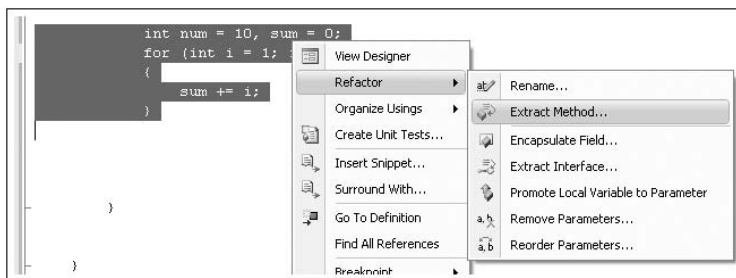 int num = 10, sum = 0;
for (int i = 1;
{
sum += i;
}
}
}
View Designer
Refactor
Organize Usings
Create Unit Tests...
Insert Snippet...
Surround With...
Go To Definition
Find All References
Breakpoint
Rename...
Extract Method...
Encapsulate Field...
Extract Interface...
Promote Local Variable to Parameter
Remove Parameters...
Reorder Parameters...